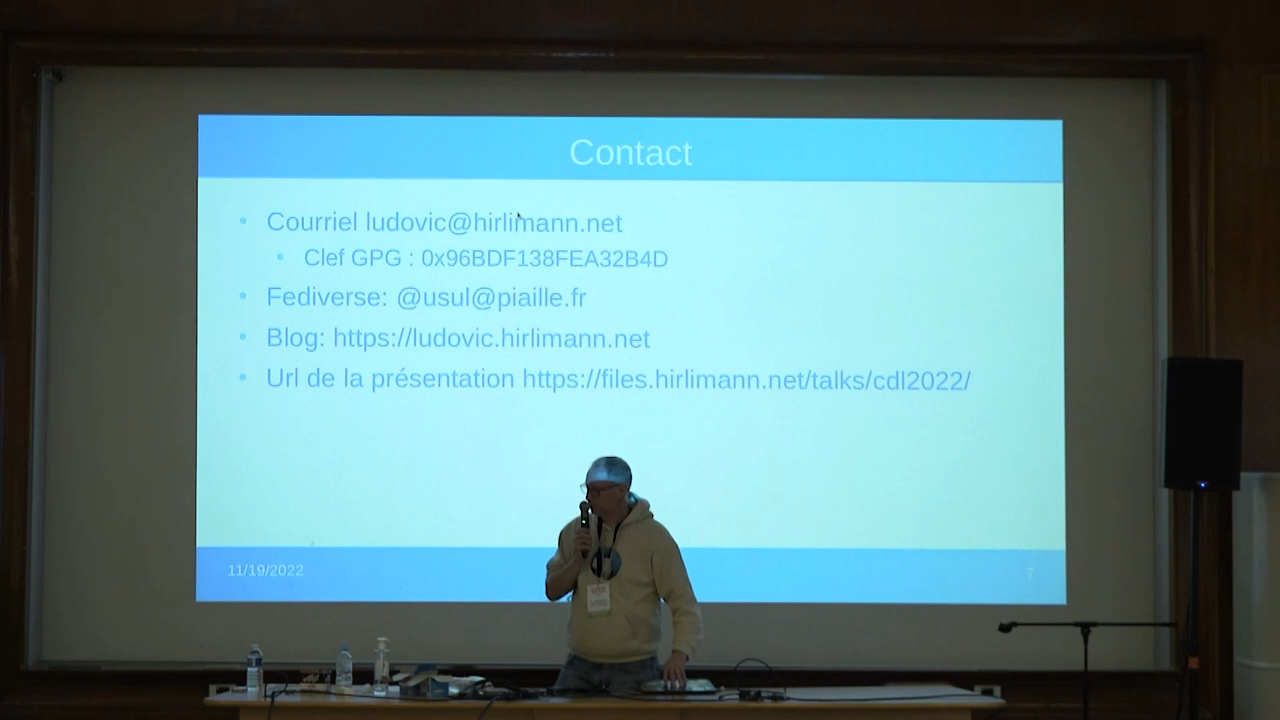 Contact
Courriel ludovic@hirlimann.net
Clef GPG : 0x96BDF138FEA32B4D
Fediverse: @usul@piaille.fr
Blog: https://ludovic.hirlimann.net
Url de la présentation https://files.hirlimann.net/talks/cdl2022/
11/19/2022
7